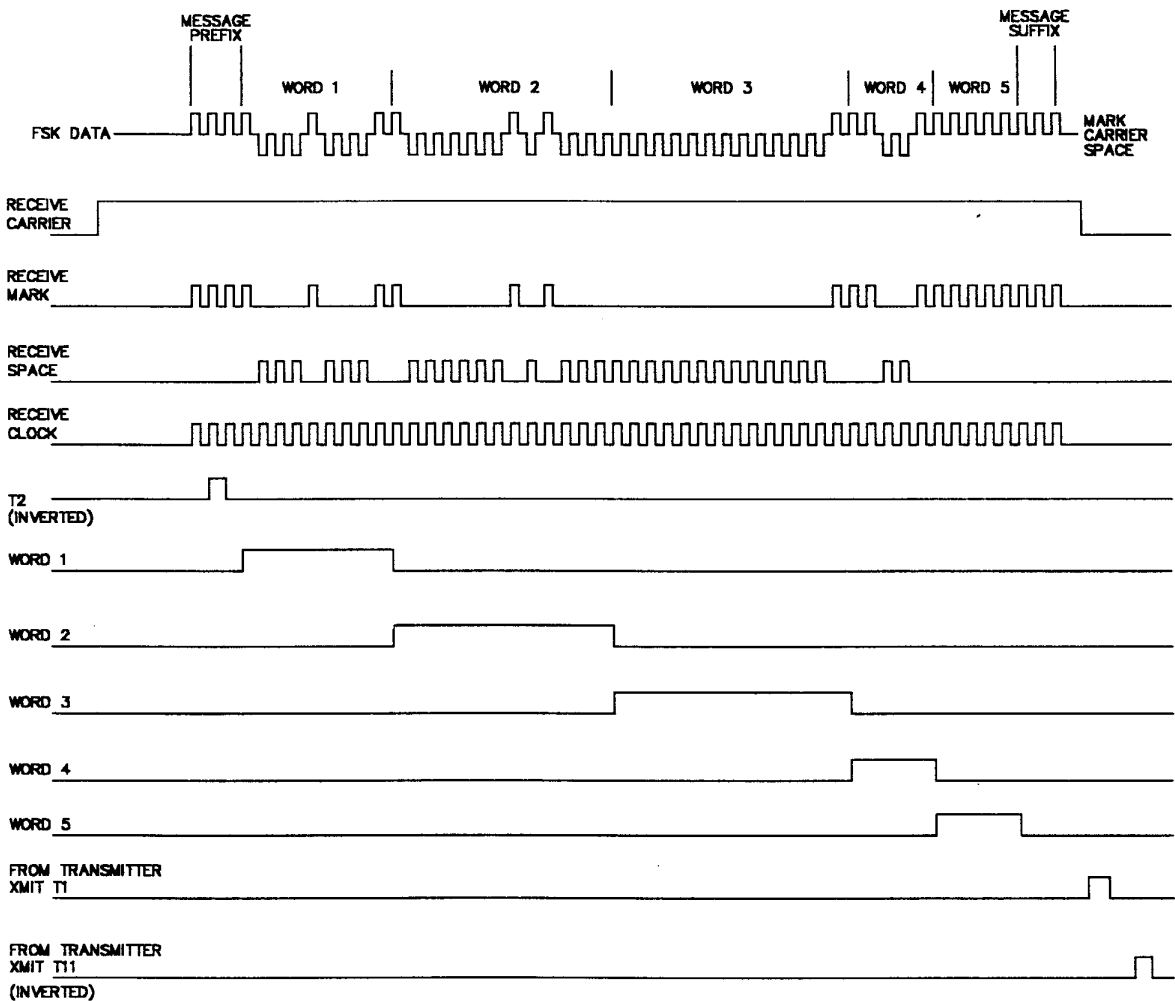 MESSAGE
PREFIX
MESSAGE
SUFFIX
WORD 1
WORD 2
WORD 3
WORD 4
WORD 5
FSK DATA
MARK
CARRIER
SPACE
RECEIVE
CARRIER
RECEIVE
MARK
RECEIVE
SPACE
RECEIVE
CLOCK
T2
(INVERTED)
WORD 1
WORD 2
WORD 3
WORD 4
WORD 5
FROM TRANSMITTER
XMIT T1
FROM TRANSMITTER
XMIT T11
(INVERTED)